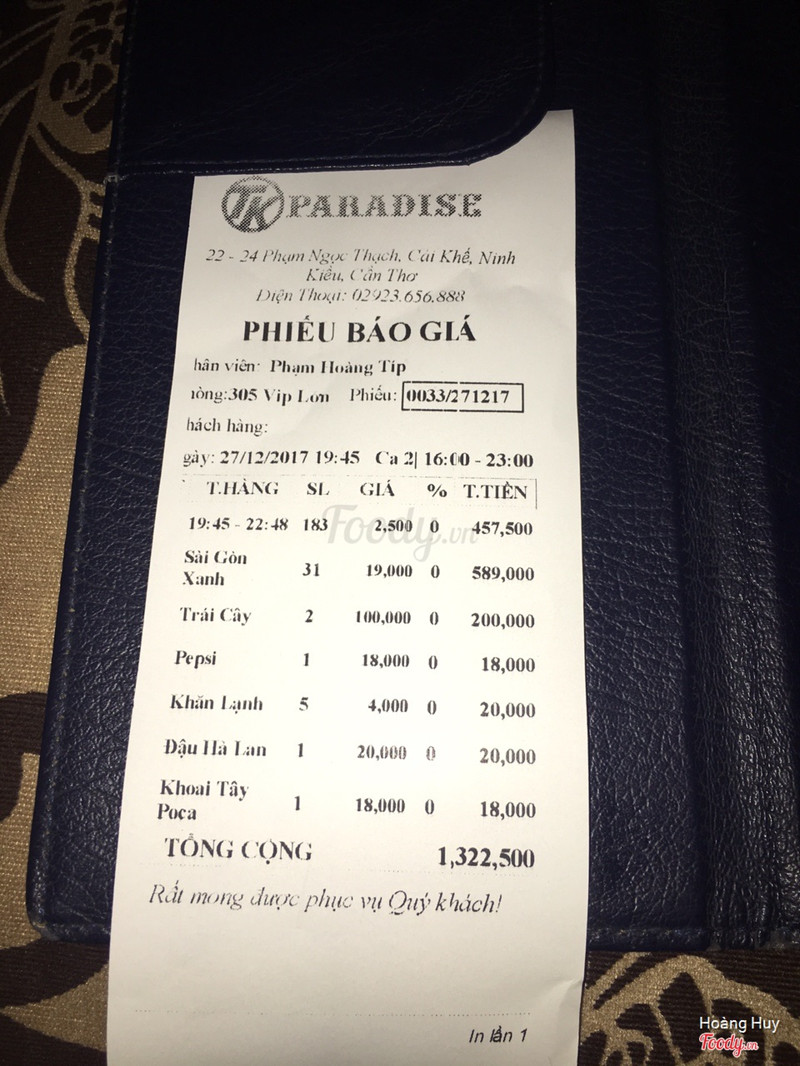 TK PARADISE
22 - 24 Phạm Ngọc Thạch, Cái Khế, Ninh
Kiều, Cần Thơ
Điện Thoại: 02923.656.888
PHIẾU BÁO GIÁ
hân viên: Phạm Hoàng Típ
òng:305 Vip Lớn Phiếu: 0033/271217
hách hàng:
gày: 27/12/2017 19:45 Ca 2| 16:00 - 23:00
T.HÀNG SL GIÁ % T.TIỀN
19:45 - 22:48 183 2,500 0 457,500
Sài Gòn
Xanh 31 19,000 0 589,000
Trái Cây 2 100,000 0 200,000
Pepsi 1 18,000 0 18,000
Khăn Lạnh 5 4,000 0 20,000
Đậu Hà Lan 1 20,000 0 20,000
Khoai Tây
Poca 1 18,000 0 18,000
TỔNG CỘNG 1,322,500
Rất mong được phục vụ Quý khách!
In lần 1
Foody.vn
Hoàng Huy
Foody.vn